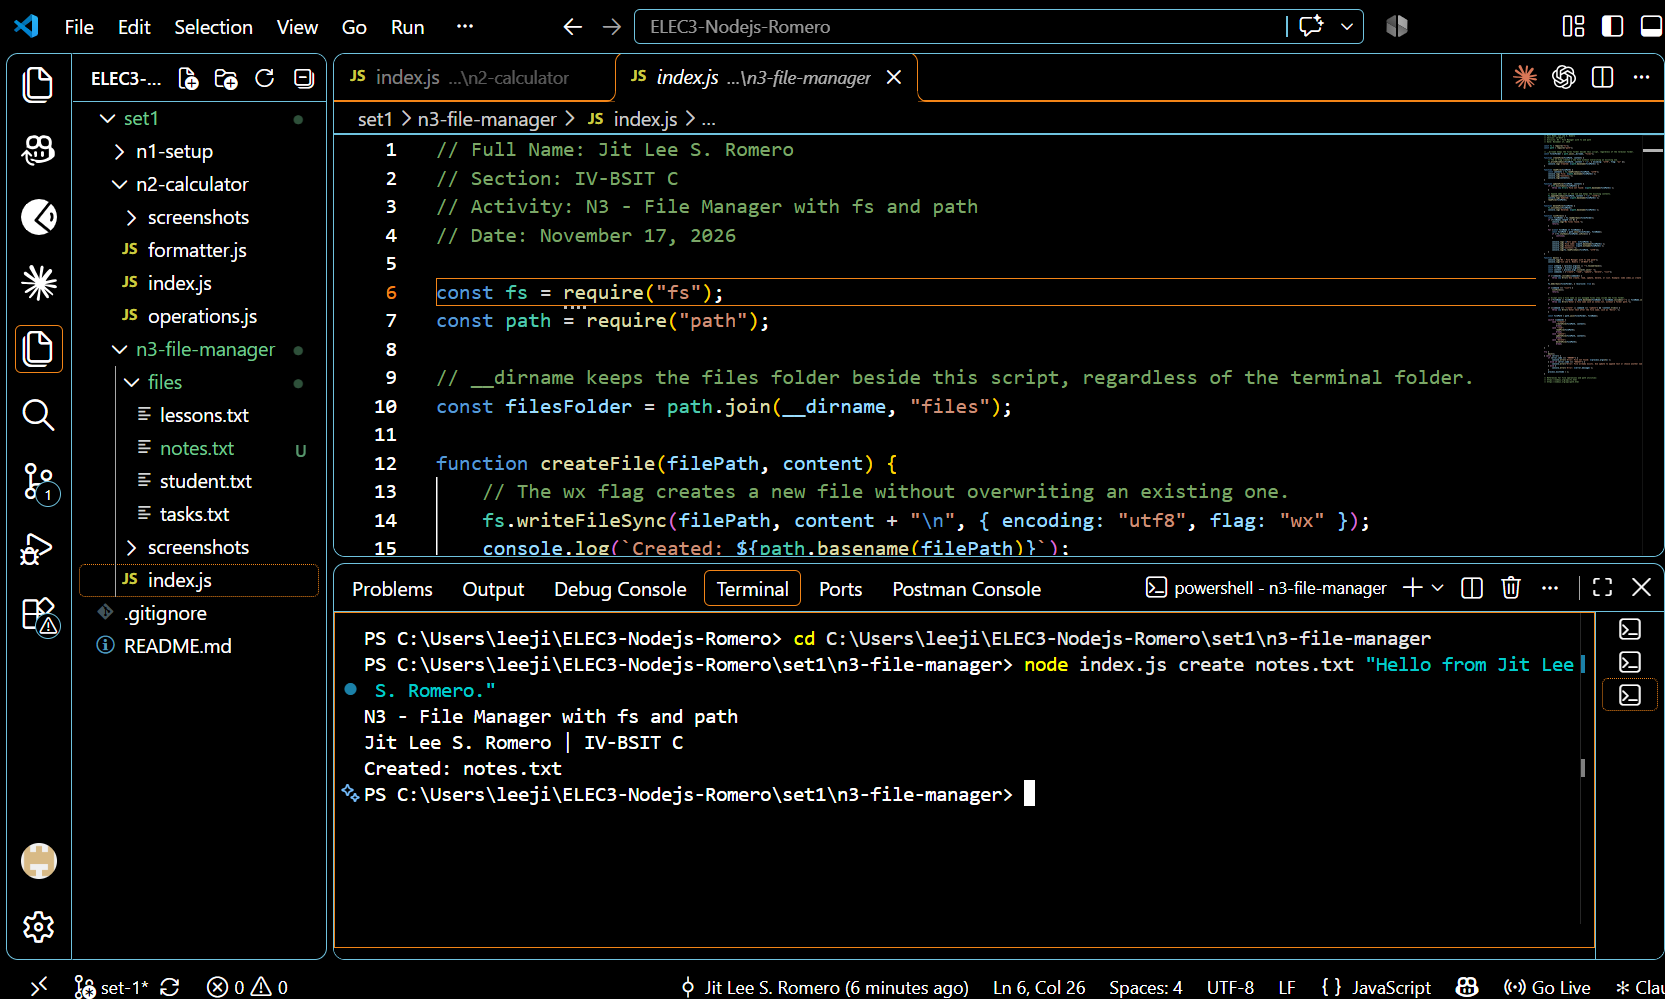 File Edit Selection View Go Run ···
ELEC3-Nodejs-Romero
ELEC3-...
set1
n1-setup
n2-calculator
screenshots
JS formatter.js
JS index.js
JS operations.js
n3-file-manager
files
lessons.txt
notes.txt U
student.txt
tasks.txt
screenshots
JS index.js
.gitignore
README.md
1
JS index.js ...\n2-calculator
JS index.js ...\n3-file-manager
set1 > n3-file-manager > JS index.js > ...
1 // Full Name: Jit Lee S. Romero
2 // Section: IV-BSIT C
3 // Activity: N3 - File Manager with fs and path
4 // Date: November 17, 2026
5
6 const fs = require("fs");
7 const path = require("path");
8
9 // __dirname keeps the files folder beside this script, regardless of the terminal folder.
10 const filesFolder = path.join(__dirname, "files");
11
12 function createFile(filePath, content) {
13 // The wx flag creates a new file without overwriting an existing one.
14 fs.writeFileSync(filePath, content + "\n", { encoding: "utf8", flag: "wx" });
15 console.log(`Created: ${path.basename(filePath)}`);
Problems Output Debug Console Terminal Ports Postman Console
powershell - n3-file-manager
PS C:\Users\leeji\ELEC3-Nodejs-Romero> cd C:\Users\leeji\ELEC3-Nodejs-Romero\set1\n3-file-manager
PS C:\Users\leeji\ELEC3-Nodejs-Romero\set1\n3-file-manager> node index.js create notes.txt "Hello from Jit Lee
S. Romero."
N3 - File Manager with fs and path
Jit Lee S. Romero | IV-BSIT C
Created: notes.txt
PS C:\Users\leeji\ELEC3-Nodejs-Romero\set1\n3-file-manager>
set-1* 0 0 Jit Lee S. Romero (6 minutes ago) Ln 6, Col 26 Spaces: 4 UTF-8 LF { } JavaScript Go Live Clau